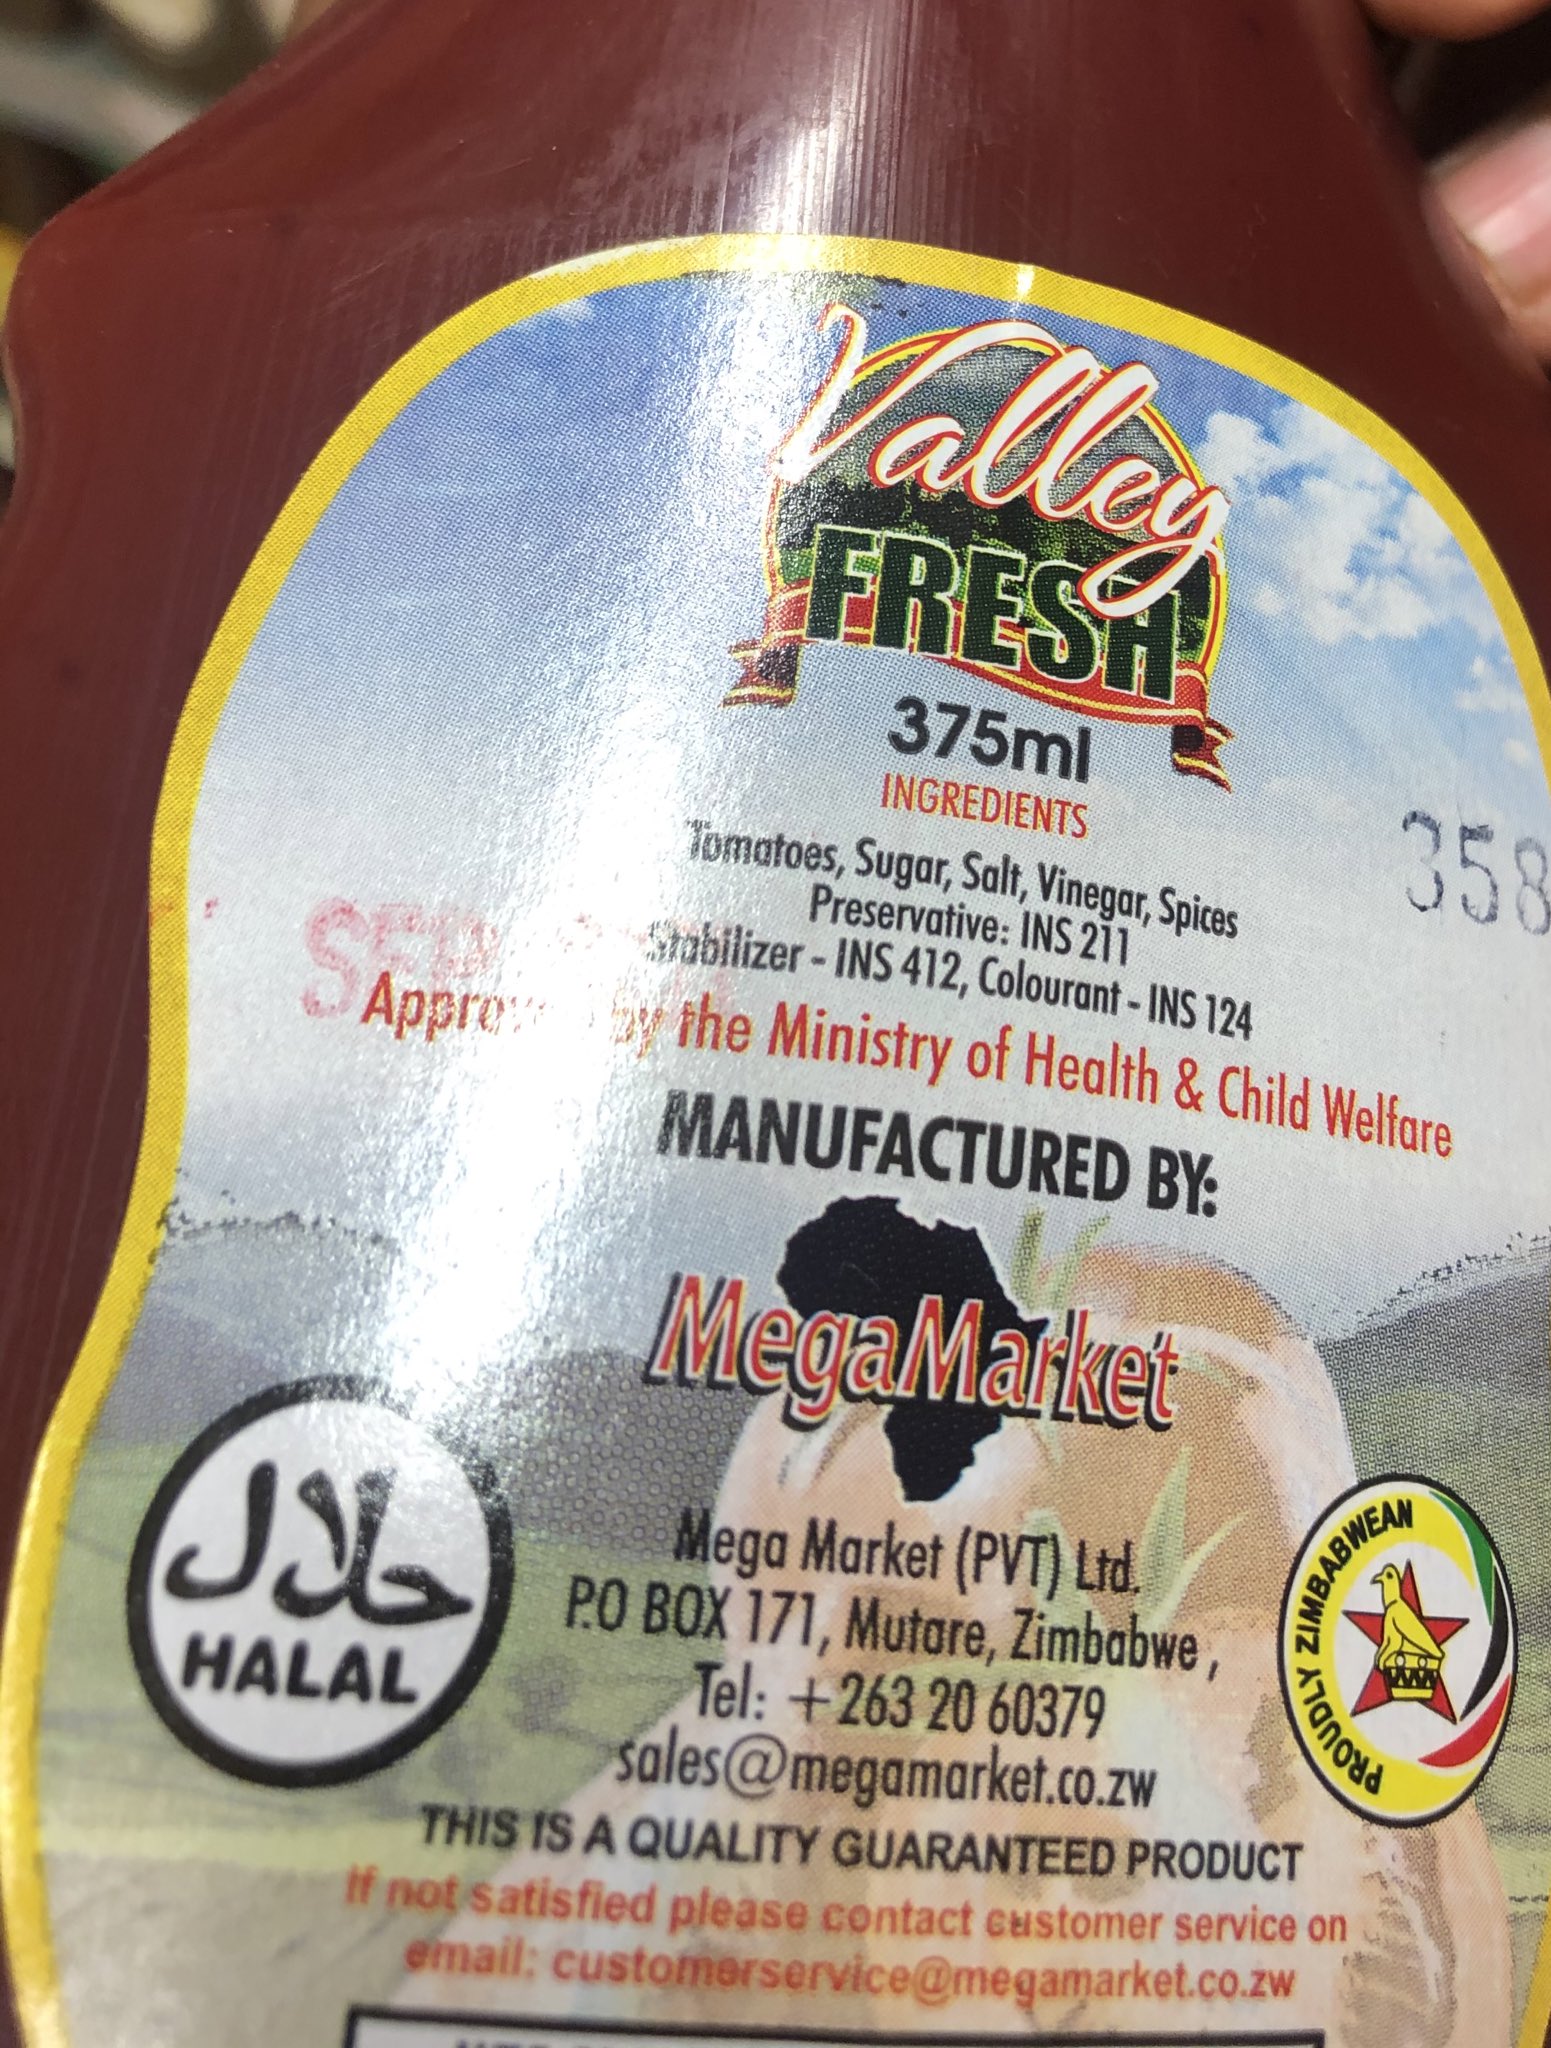 Valley
FRESH
375ml
INGREDIENTS
Tomatoes, Sugar, Salt, Vinegar, Spices
Preservative: INS 211
Stabilizer - INS 412, Colourant - INS 124
358
SEP
Approved by the Ministry of Health & Child Welfare
MANUFACTURED BY:
MegaMarket
Mega Market (PVT) Ltd.
P.O BOX 171, Mutare, Zimbabwe ,
Tel: +263 20 60379
sales@megamarket.co.zw
حلال
HALAL
PROUDLY ZIMBABWEAN
THIS IS A QUALITY GUARANTEED PRODUCT
If not satisfied please contact customer service on
email: customerservice@megamarket.co.zw